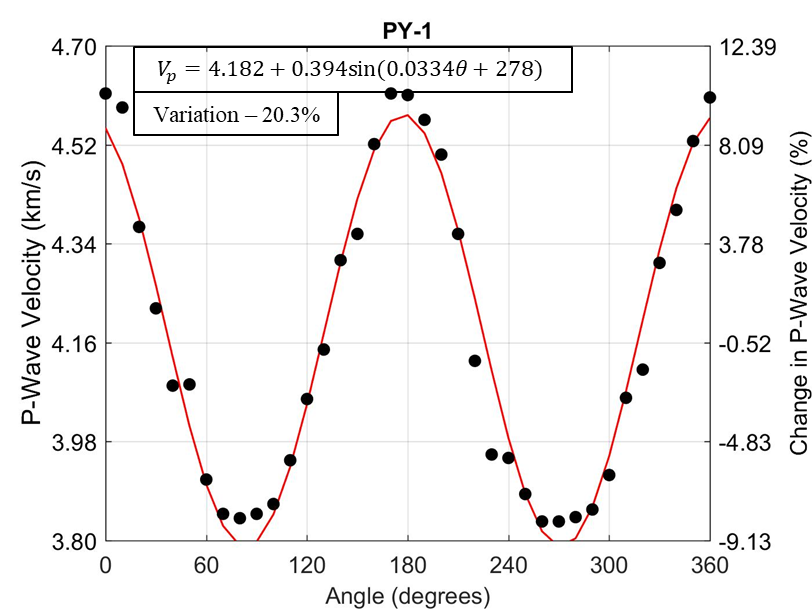 PY-1
4.70
4.52
4.34
4.16
3.98
3.80
P-Wave Velocity (km/s)
V_p = 4.182 + 0.394sin(0.0334θ + 278)
Variation – 20.3%
12.39
8.09
3.78
-0.52
-4.83
-9.13
Change in P-Wave Velocity (%)
0 60 120 180 240 300 360
Angle (degrees)